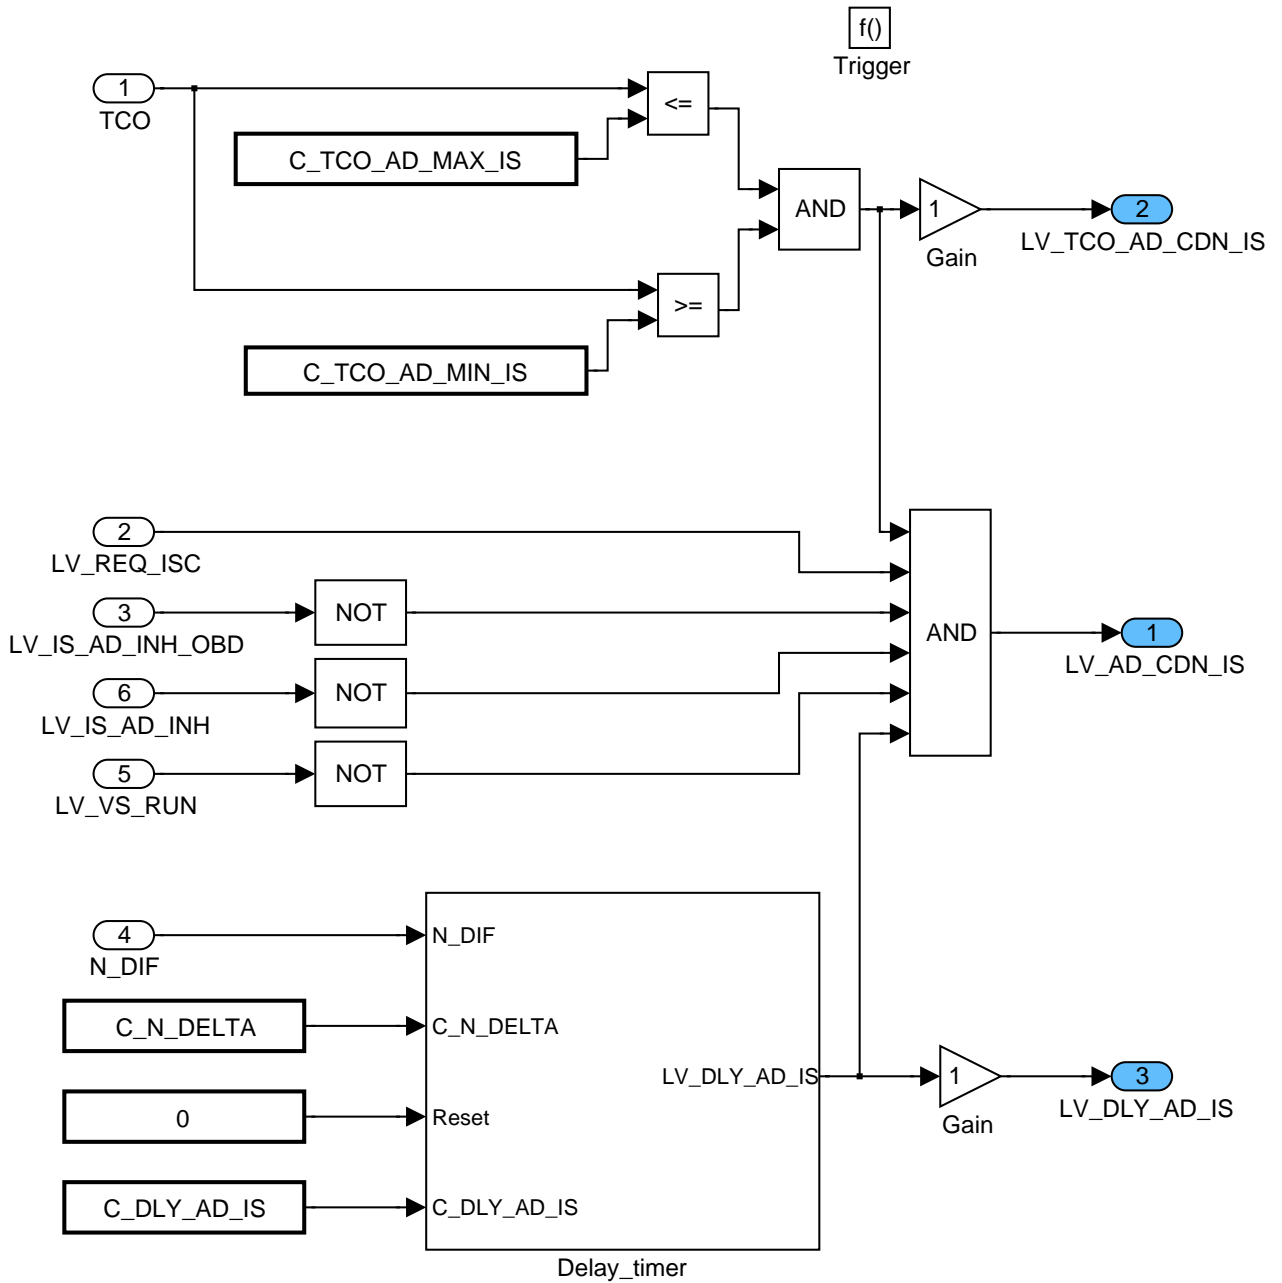 f()
Trigger
1
TCO
<=
C_TCO_AD_MAX_IS
AND
1
Gain
2
LV_TCO_AD_CDN_IS
>=
C_TCO_AD_MIN_IS
2
LV_REQ_ISC
3
LV_IS_AD_INH_OBD
NOT
6
LV_IS_AD_INH
NOT
5
LV_VS_RUN
NOT
AND
1
LV_AD_CDN_IS
4
N_DIF
N_DIF
C_N_DELTA
C_N_DELTA
0
Reset
C_DLY_AD_IS
C_DLY_AD_IS
LV_DLY_AD_IS
Delay_timer
1
Gain
3
LV_DLY_AD_IS